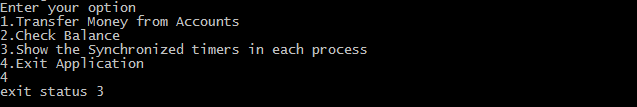 Enter your option
1.Transfer Money from Accounts
2.Check Balance
3.Show the Synchronized timers in each process
4.Exit Application
4
exit status 3